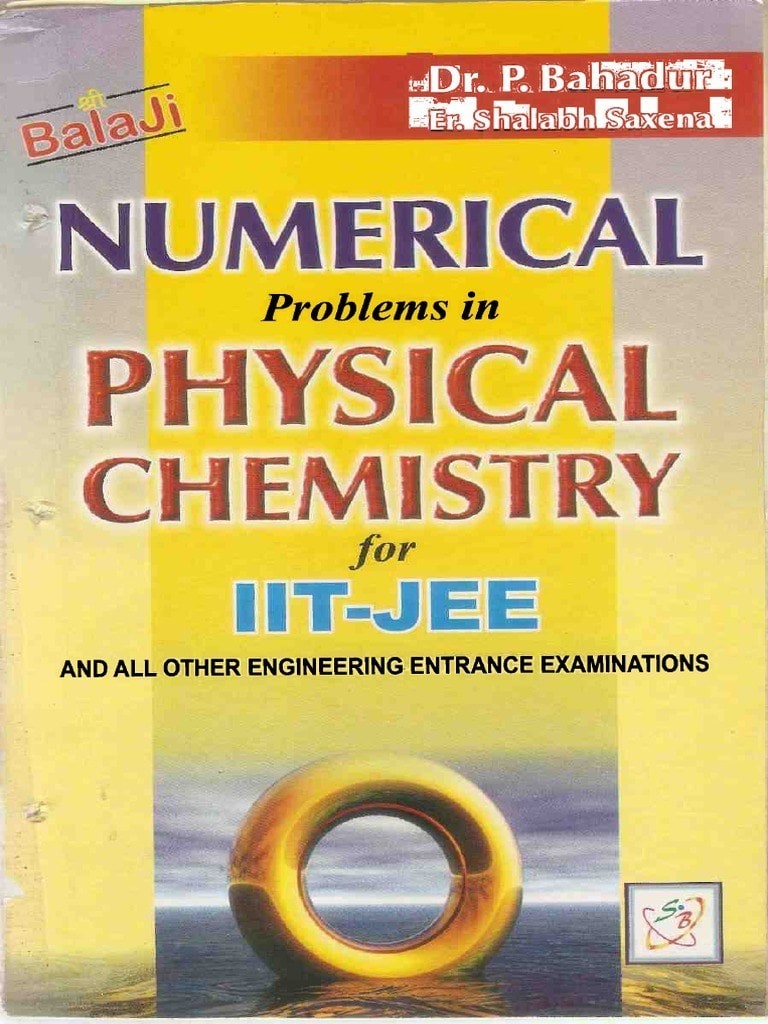 Dr. P. Bahadur
Er. Shalabh Saxena
श्री
BalaJi
NUMERICAL
Problems in
PHYSICAL
CHEMISTRY
for
IIT-JEE
AND ALL OTHER ENGINEERING ENTRANCE EXAMINATIONS
S.B